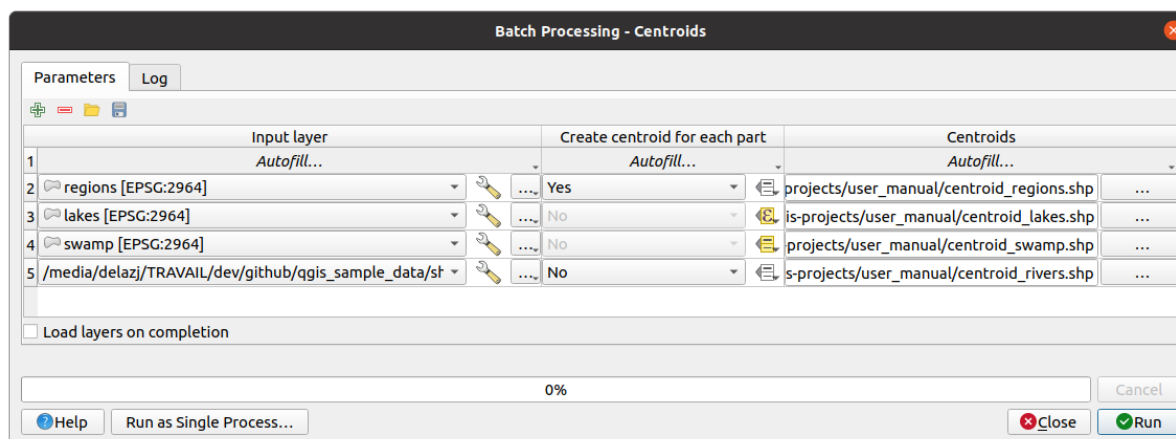 Batch Processing - Centroids
Parameters Log
Input layer Create centroid for each part Centroids
1 Autofill... Autofill... Autofill...
2 regions [EPSG:2964] ... Yes projects/user_manual/centroid_regions.shp ...
3 lakes [EPSG:2964] ... No is-projects/user_manual/centroid_lakes.shp ...
4 swamp [EPSG:2964] ... No projects/user_manual/centroid_swamp.shp ...
5 /media/delazj/TRAVAIL/dev/github/qgis_sample_data/sh ... No s-projects/user_manual/centroid_rivers.shp ...
Load layers on completion
0% Cancel
Help Run as Single Process... Close Run